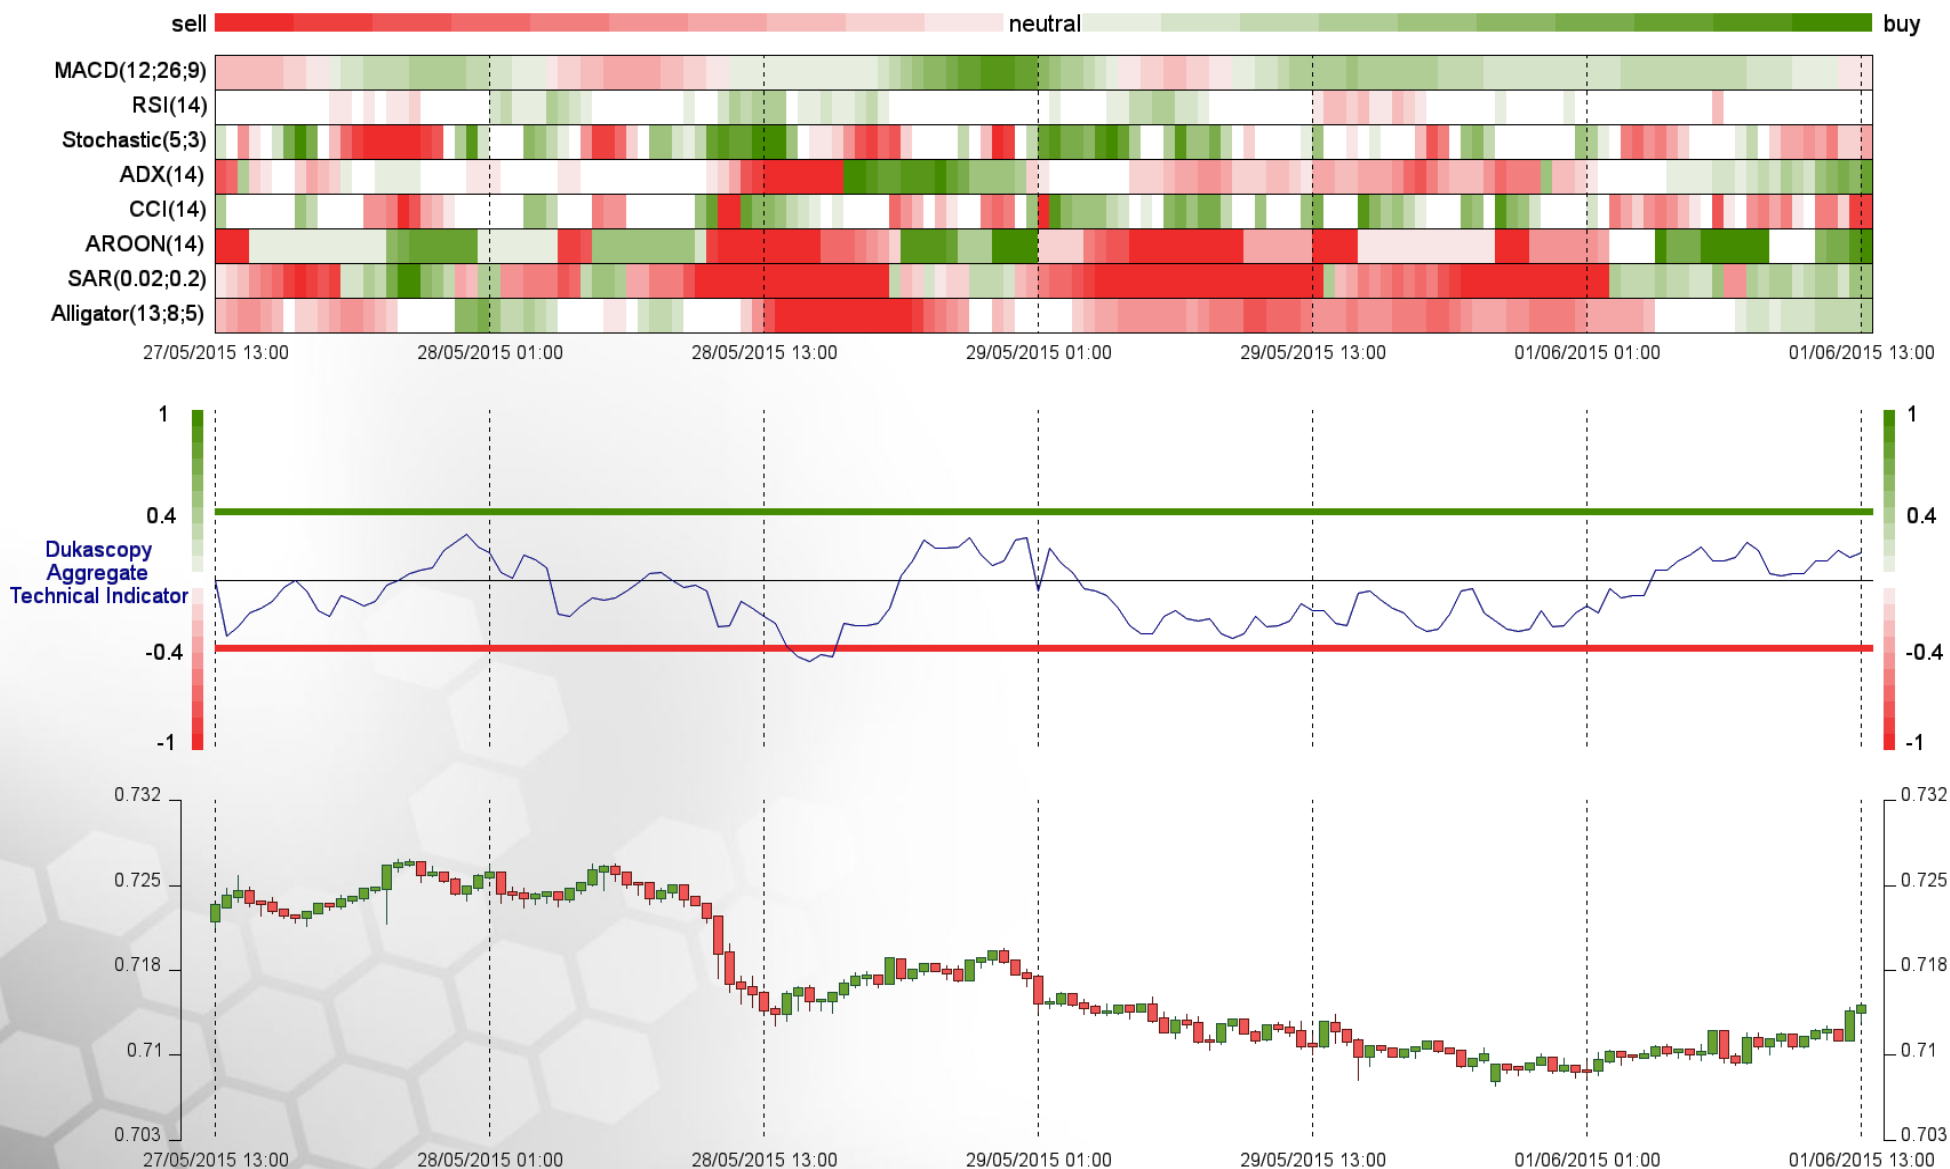 sell neutral buy
MACD(12;26;9)
RSI(14)
Stochastic(5;3)
ADX(14)
CCI(14)
AROON(14)
SAR(0.02;0.2)
Alligator(13;8;5)
27/05/2015 13:00 28/05/2015 01:00 28/05/2015 13:00 29/05/2015 01:00 29/05/2015 13:00 01/06/2015 01:00 01/06/2015 13:00
1 1
0.4 0.4
Dukascopy
Aggregate
Technical Indicator
-0.4 -0.4
-1 -1
0.732 0.732
0.725 0.725
0.718 0.718
0.71 0.71
0.703 0.703
27/05/2015 13:00 28/05/2015 01:00 28/05/2015 13:00 29/05/2015 01:00 29/05/2015 13:00 01/06/2015 01:00 01/06/2015 13:00